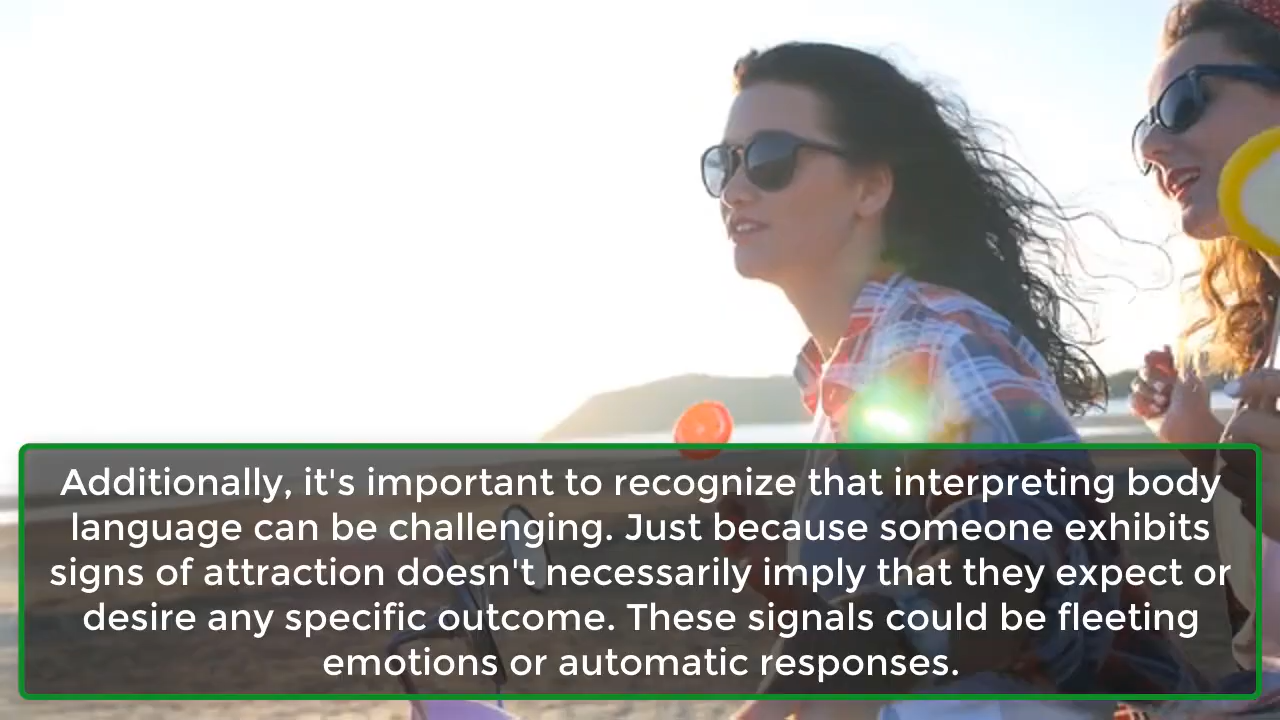 Additionally, it's important to recognize that interpreting body
language can be challenging. Just because someone exhibits
signs of attraction doesn't necessarily imply that they expect or
desire any specific outcome. These signals could be fleeting
emotions or automatic responses.